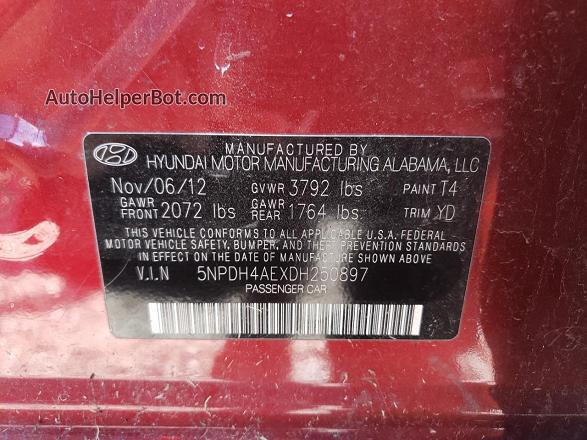 AutoHelperBot.com
MANUFACTURED BY
HYUNDAI MOTOR MANUFACTURING ALABAMA, LLC
Nov/06/12 GVWR 3792 lbs PAINT T4
GAWR FRONT 2072 lbs GAWR REAR 1764 lbs TRIM YD
THIS VEHICLE CONFORMS TO ALL APPLICABLE U.S.A. FEDERAL
MOTOR VEHICLE SAFETY, BUMPER, AND THEFT PREVENTION STANDARDS
IN EFFECT ON THE DATE OF MANUFACTURE SHOWN ABOVE.
V.I.N 5NPDH4AEXDH250897
PASSENGER CAR